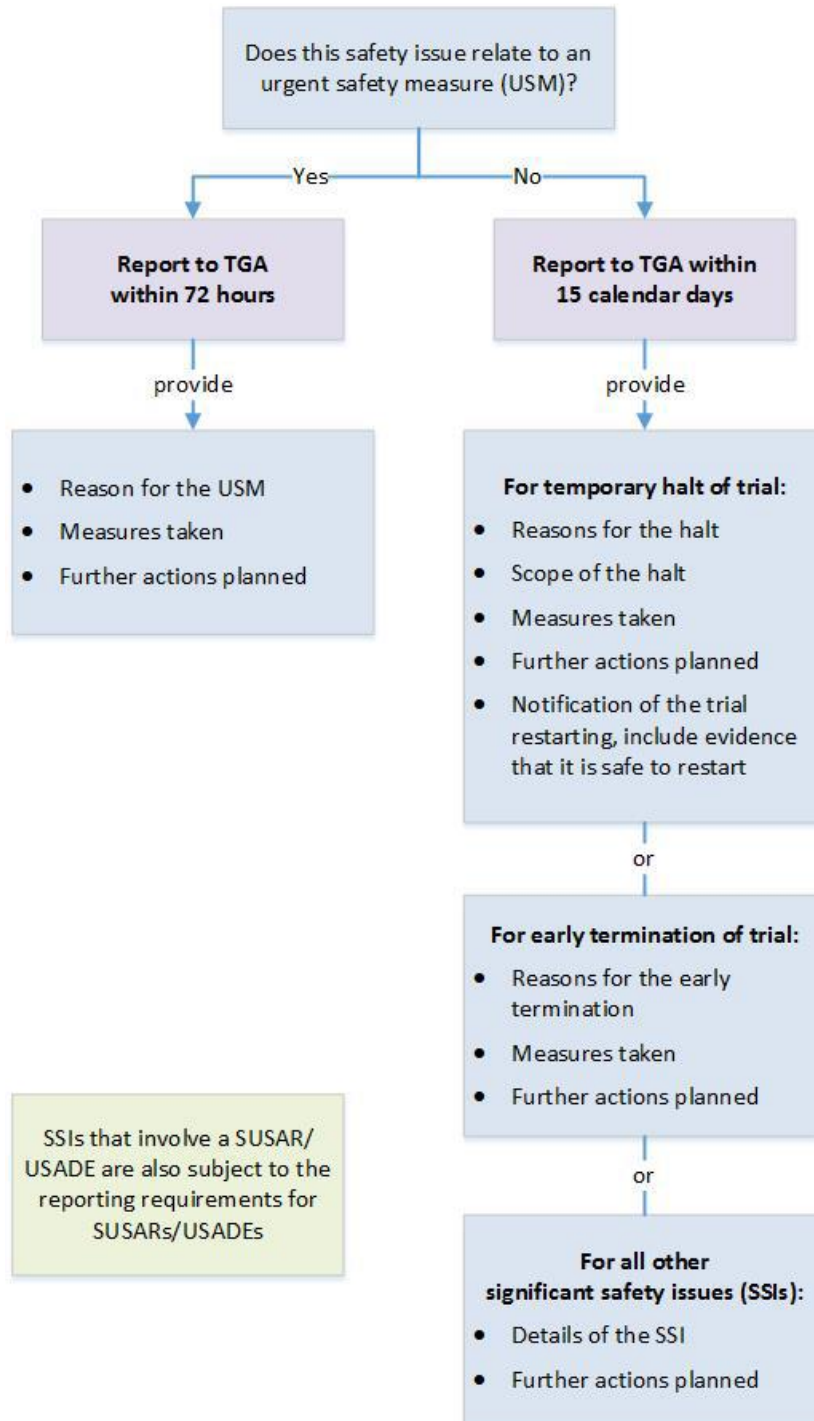 Does this safety issue relate to an
urgent safety measure (USM)?
Yes
No
Report to TGA
within 72 hours
Report to TGA within
15 calendar days
provide
provide
• Reason for the USM
• Measures taken
• Further actions planned
For temporary halt of trial:
• Reasons for the halt
• Scope of the halt
• Measures taken
• Further actions planned
• Notification of the trial
restarting, include evidence
that it is safe to restart
or
For early termination of trial:
• Reasons for the early
termination
• Measures taken
• Further actions planned
SSIs that involve a SUSAR/
USADE are also subject to the
reporting requirements for
SUSARs/USADEs
or
For all other
significant safety issues (SSIs):
• Details of the SSI
• Further actions planned